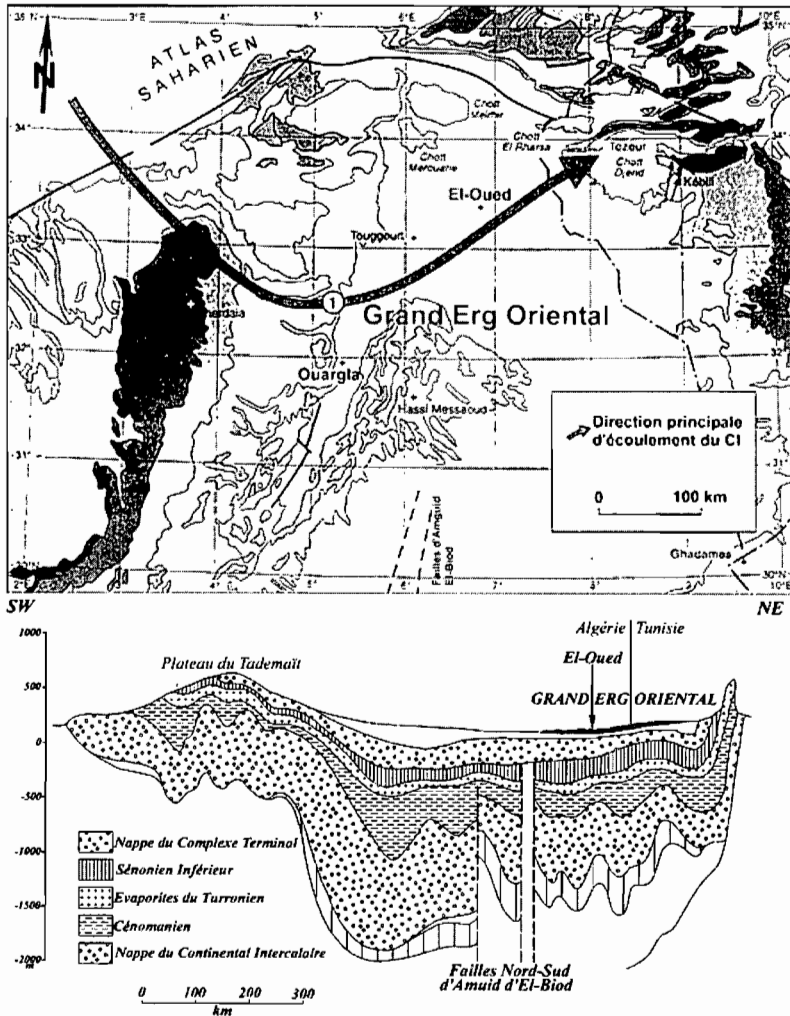 35°N
10°E
35°N
N
ATLAS
SAHARIEN
34°
34°
Chott
Melrhir
Chott
El Rharsa
Tozeur
Chott
Merouane
Chott
Djerid
Kébili
El-Oued
33°
Touggourt
1
Grand Erg Oriental
32°
32°
Ouargla
Hassi Messaoud
Direction principale
d'écoulement du CI
31°
31°
0 100 km
Failles d'Amguid
El-Biod
Ghadames
30°N
3° 4° 5° 6° 7° 8° 10°E
SW NE
1000
Algérie Tunisie
Plateau du Tademaït
El-Oued
500
GRAND ERG ORIENTAL
0
-500
Nappe du Complexe Terminal
-1000
Sénonien Inférieur
Evaporites du Turronien
-1500
Cénomanien
Nappe du Continental Intercalaire
-2000
m
Failles Nord-Sud
d'Amuid d'El-Biod
0 100 200 300
km